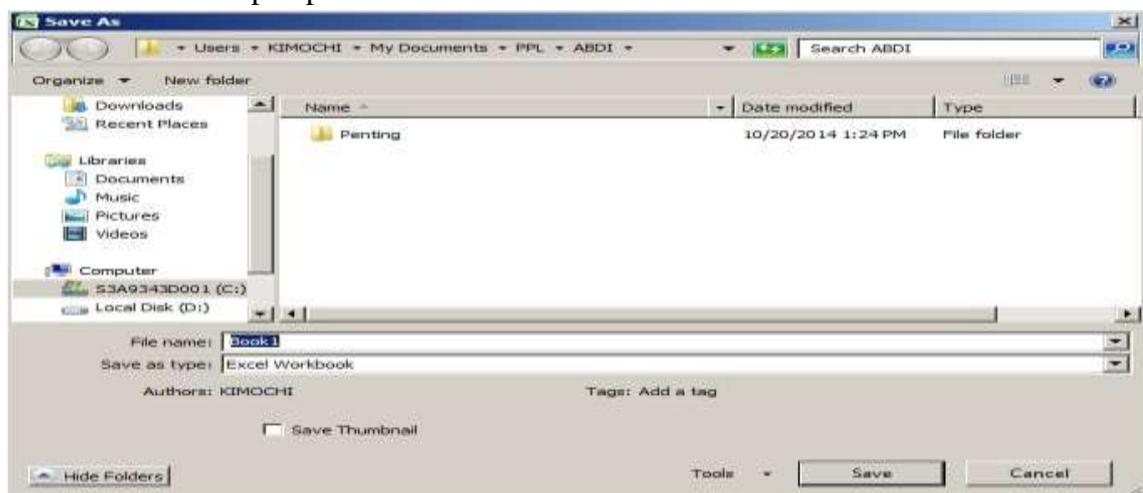 Save As
Users KIMOCHI My Documents PPL ABDI Search ABDI
Organize New folder
Downloads
Recent Places
Libraries
Documents
Music
Pictures
Videos
Computer
S3A9343D001 (C:)
Local Disk (D:)
Name Date modified Type
Penting 10/20/2014 1:24 PM File folder
File name: Book1
Save as type: Excel Workbook
Authors: KIMOCHI Tags: Add a tag
Save Thumbnail
Hide Folders Tools Save Cancel